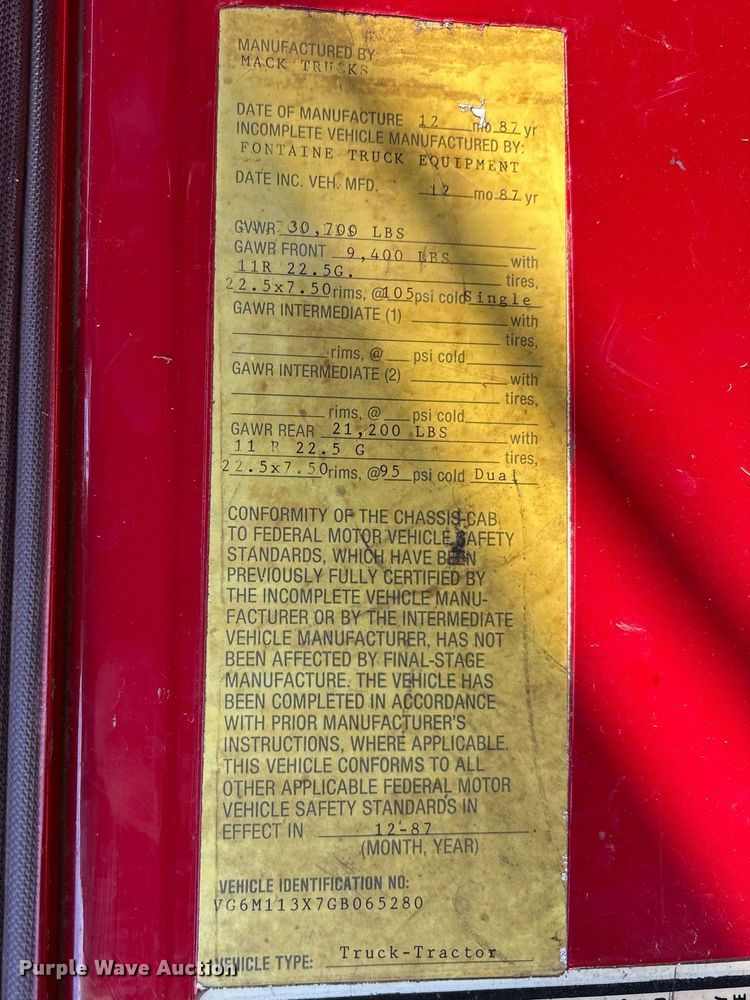 MANUFACTURED BY:
MACK TRUCKS
DATE OF MANUFACTURE 12 mo 87 yr
INCOMPLETE VEHICLE MANUFACTURED BY:
FONTAINE TRUCK EQUIPMENT
DATE INC. VEH. MFD. 12 mo 87 yr
GVWR 30,700 LBS
GAWR FRONT 9,400 LBS with
11R 22.5G. tires,
22.5x7.50 rims, @105psi cold Single
GAWR INTERMEDIATE (1) with
tires,
rims, @ psi cold
GAWR INTERMEDIATE (2) with
tires,
rims, @ psi cold
GAWR REAR 21,200 LBS with
11 R 22.5 G tires,
22.5x7.50 rims, @95 psi cold Dual
CONFORMITY OF THE CHASSIS-CAB
TO FEDERAL MOTOR VEHICLE SAFETY
STANDARDS, WHICH HAVE BEEN
PREVIOUSLY FULLY CERTIFIED BY
THE INCOMPLETE VEHICLE MANU-
FACTURER OR BY THE INTERMEDIATE
VEHICLE MANUFACTURER, HAS NOT
BEEN AFFECTED BY FINAL-STAGE
MANUFACTURE. THE VEHICLE HAS
BEEN COMPLETED IN ACCORDANCE
WITH PRIOR MANUFACTURER'S
INSTRUCTIONS, WHERE APPLICABLE.
THIS VEHICLE CONFORMS TO ALL
OTHER APPLICABLE FEDERAL MOTOR
VEHICLE SAFETY STANDARDS IN
EFFECT IN 12-87
(MONTH, YEAR)
VEHICLE IDENTIFICATION NO:
VG6M113X7GB065280
VEHICLE TYPE: Truck-Tractor
Purple Wave Auction